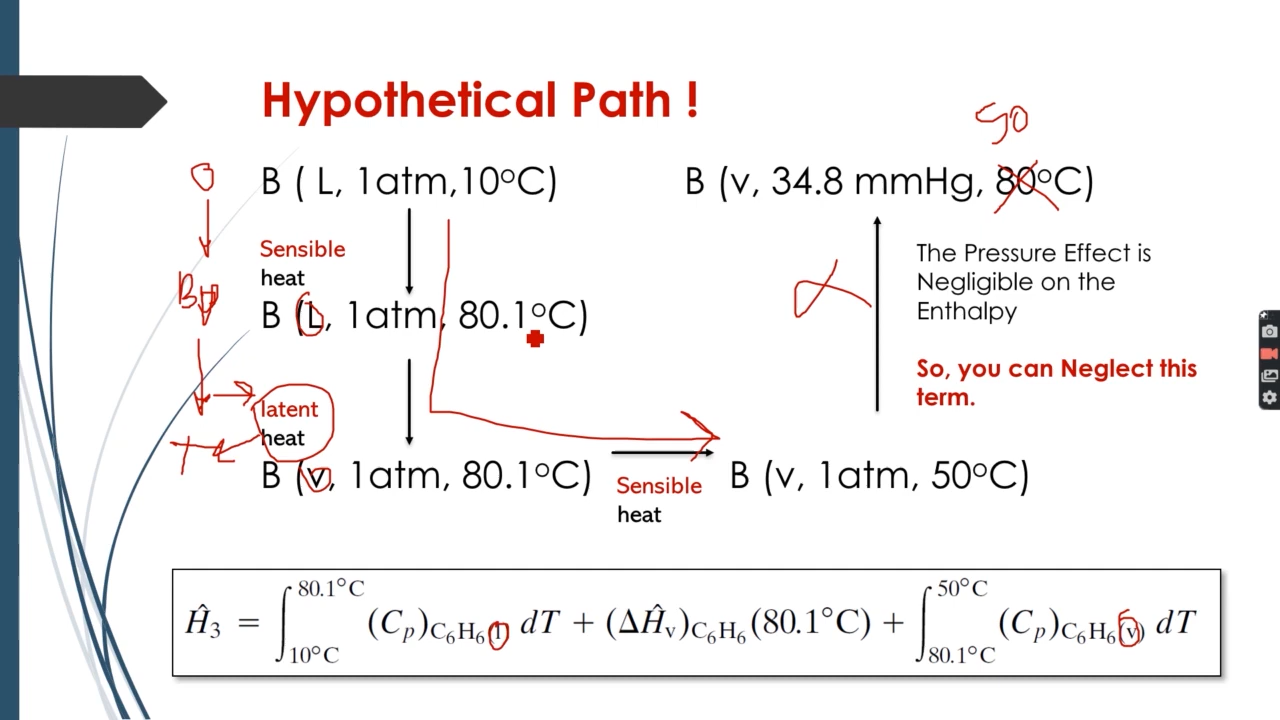 Hypothetical Path !
50
B ( L, 1atm,10°C)
B (v, 34.8 mmHg, 80°C)
Sensible
heat
The Pressure Effect is
Negligible on the
Enthalpy
B (L, 1atm, 80.1°C)
So, you can Neglect this
term.
latent
heat
B (v, 1atm, 80.1°C)
Sensible
heat
B (v, 1atm, 50°C)
Ĥ₃ = ∫₁₀°C^80.1°C (Cₚ)C₆H₆(l) dT + (ΔĤᵥ)C₆H₆(80.1°C) + ∫₈₀.₁°C^50°C (Cₚ)C₆H₆(v) dT